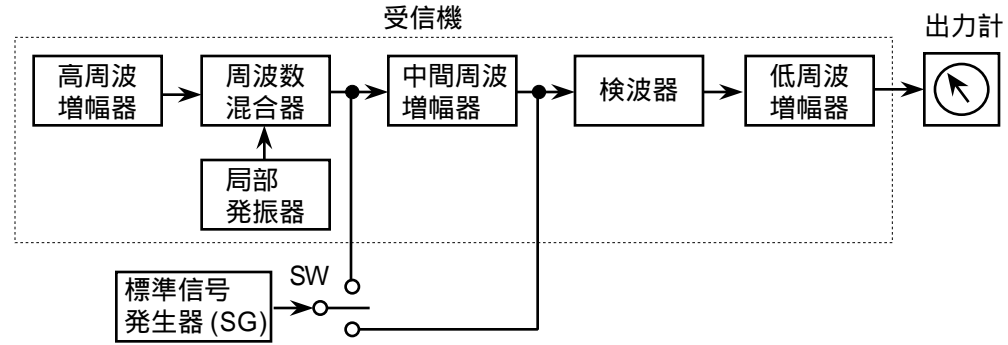 受信機
出力計
高周波
増幅器
周波数
混合器
中間周波
増幅器
検波器
低周波
増幅器
局部
発振器
SW
標準信号
発生器 (SG)